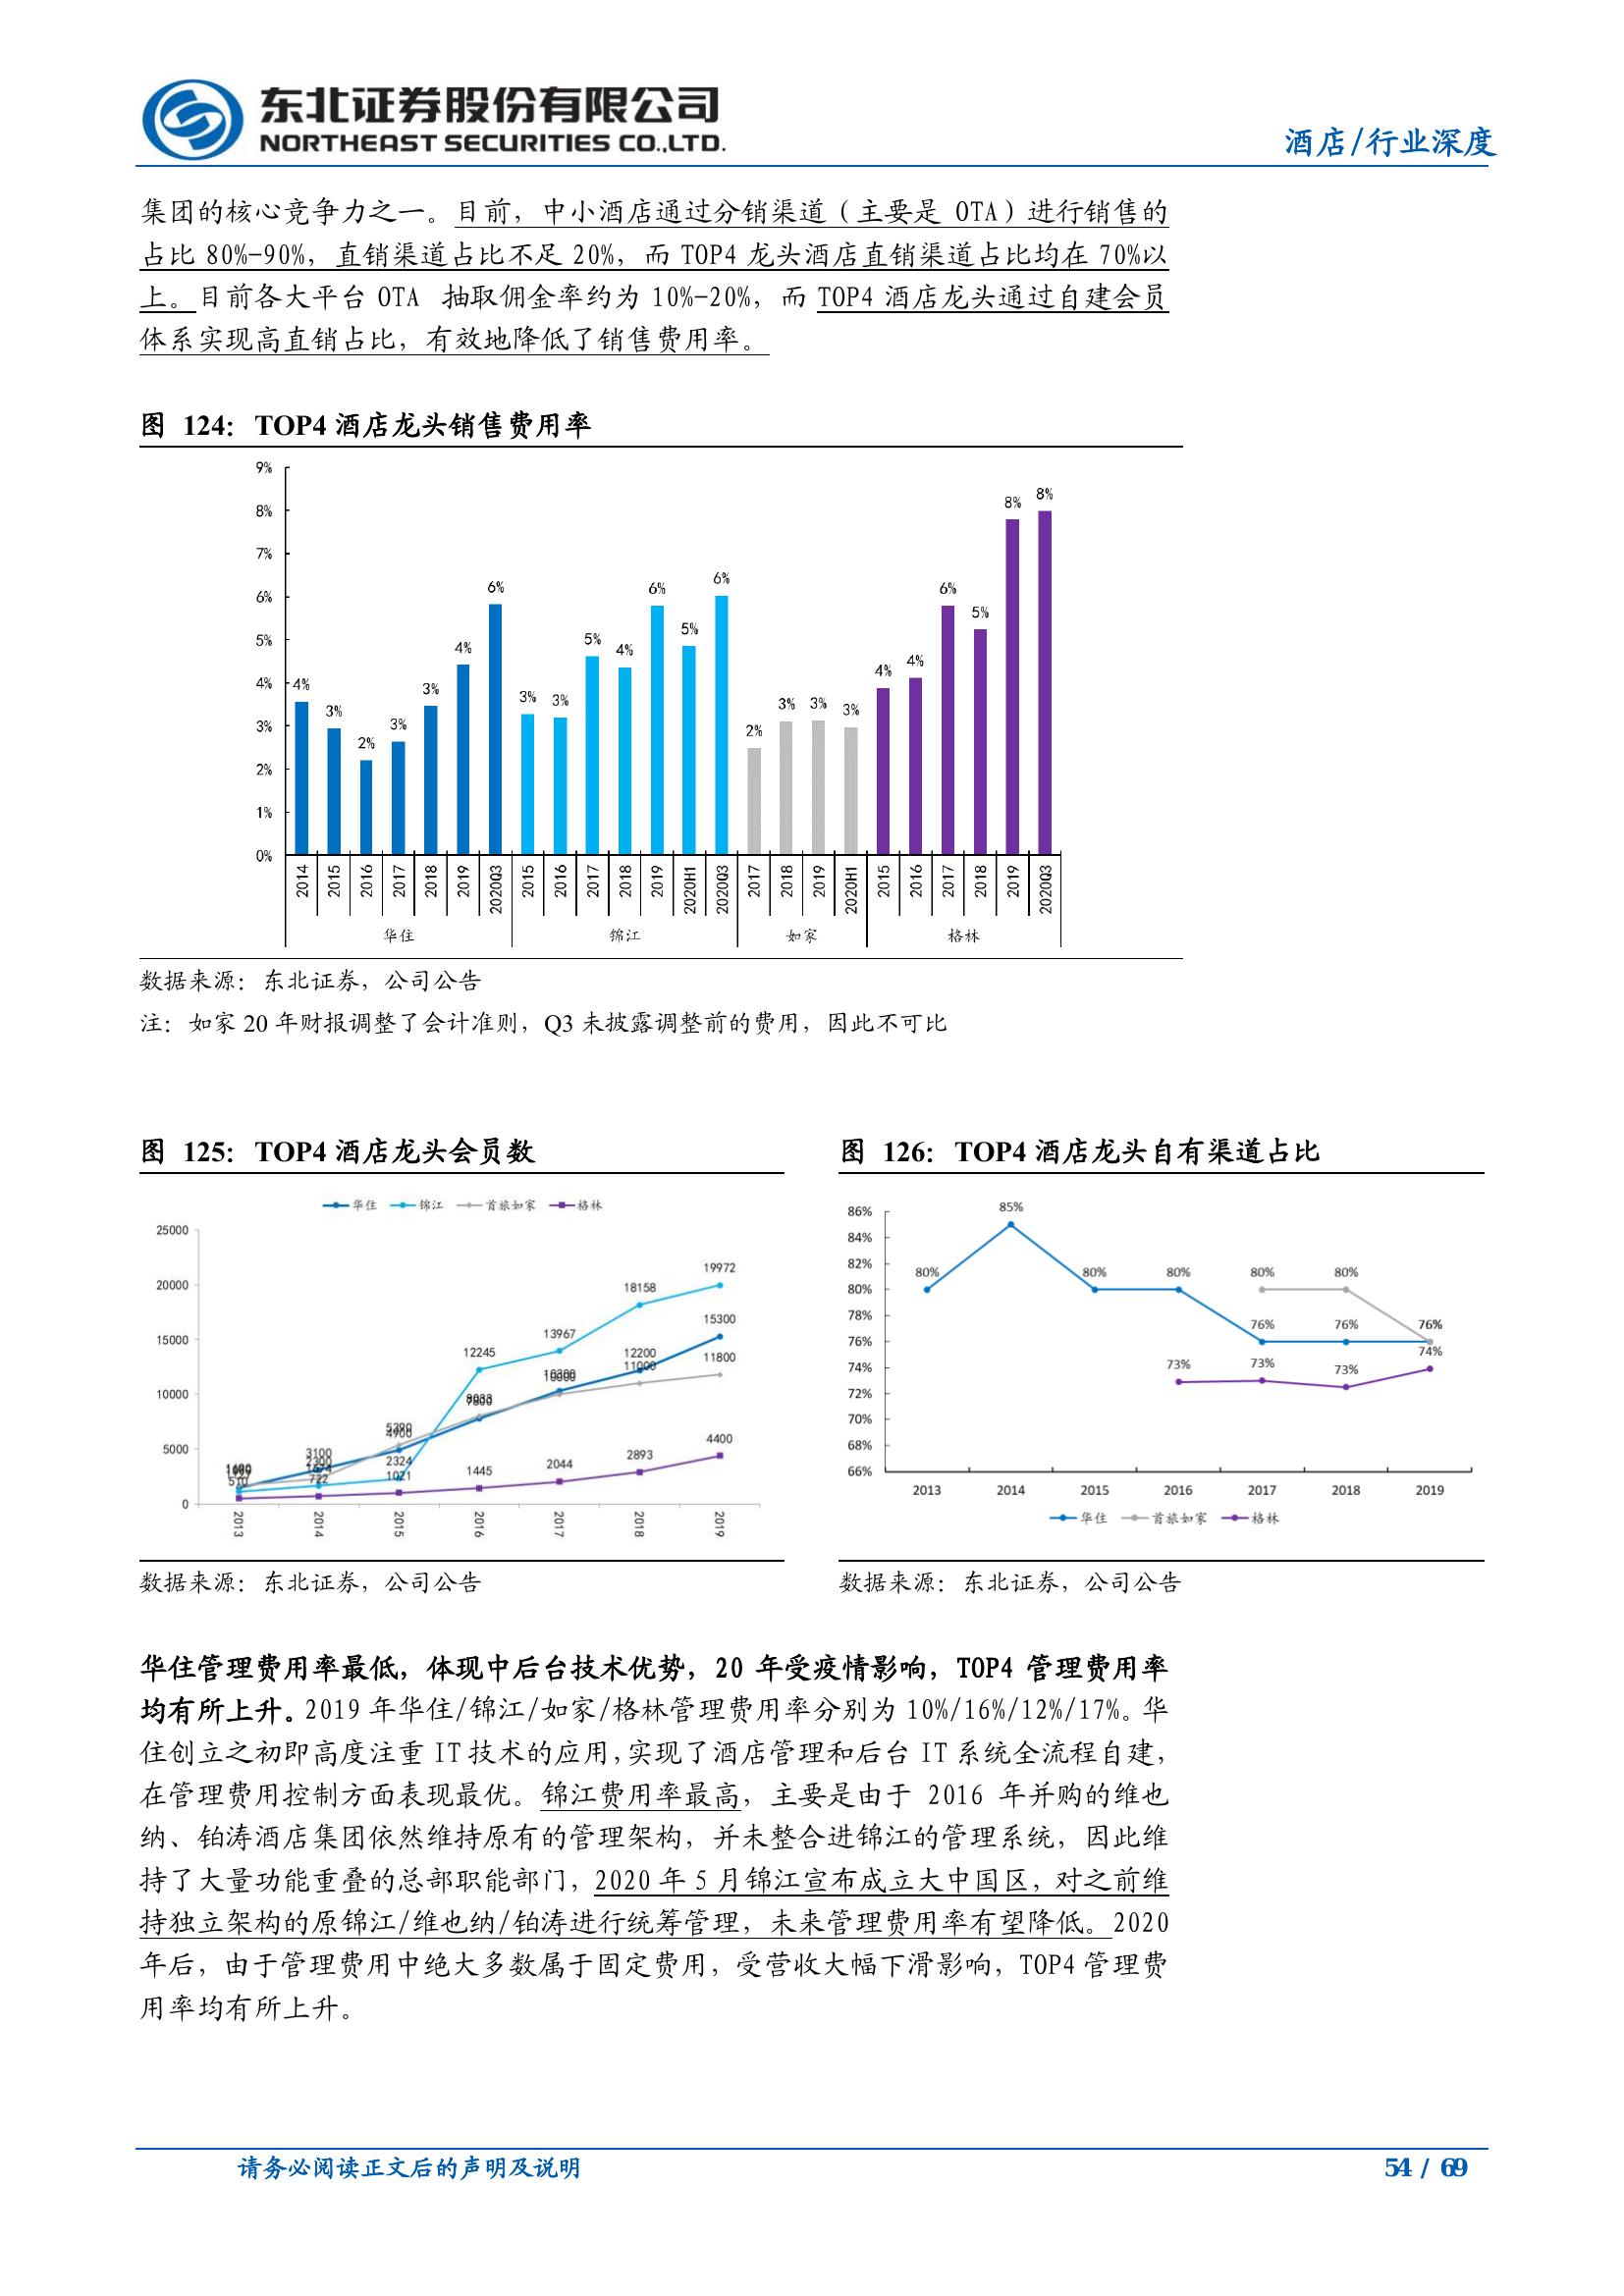 东北证券股份有限公司
NORTHEAST SECURITIES CO.,LTD.
酒店/行业深度
集团的核心竞争力之一。目前，中小酒店通过分销渠道（主要是 OTA）进行销售的
占比 80%-90%，直销渠道占比不足 20%，而 TOP4 龙头酒店直销渠道占比均在 70%以
上。目前各大平台 OTA 抽取佣金率约为 10%-20%，而 TOP4 酒店龙头通过自建会员
体系实现高直销占比，有效地降低了销售费用率。
图 124：TOP4 酒店龙头销售费用率
9%
8%
7%
6%
5%
4%
3%
2%
1%
0%
4% 3% 2% 3% 3% 4% 6% 3% 3% 5% 4% 6% 5% 6% 2% 3% 3% 3% 4% 4% 6% 5% 8% 8%
2014 2015 2016 2017 2018 2019 2020Q3 2015 2016 2017 2018 2019 2020H1 2020Q3 2017 2018 2019 2020H1 2015 2016 2017 2018 2019 2020Q3
华住 锦江 如家 格林
数据来源：东北证券，公司公告
注：如家 20 年财报调整了会计准则，Q3 未披露调整前的费用，因此不可比
图 125：TOP4 酒店龙头会员数
华住 锦江 首旅如家 格林
25000
20000
15000
10000
5000
0
19972
18158
15300
13967
12245
12200
11800
11000
4900
4400
3100
2300
2893
2324
2044
1445
1021
722
510
2013 2014 2015 2016 2017 2018 2019
数据来源：东北证券，公司公告
图 126：TOP4 酒店龙头自有渠道占比
86%
84%
82%
80%
78%
76%
74%
72%
70%
68%
66%
85%
80% 80% 80% 80% 80%
76% 76% 76%
74%
73% 73% 73%
2013 2014 2015 2016 2017 2018 2019
华住 首旅如家 格林
数据来源：东北证券，公司公告
华住管理费用率最低，体现中后台技术优势，20 年受疫情影响，TOP4 管理费用率
均有所上升。2019 年华住/锦江/如家/格林管理费用率分别为 10%/16%/12%/17%。华
住创立之初即高度注重 IT 技术的应用，实现了酒店管理和后台 IT 系统全流程自建，
在管理费用控制方面表现最优。锦江费用率最高，主要是由于 2016 年并购的维也
纳、铂涛酒店集团依然维持原有的管理架构，并未整合进锦江的管理系统，因此维
持了大量功能重叠的总部职能部门，2020 年 5 月锦江宣布成立大中国区，对之前维
持独立架构的原锦江/维也纳/铂涛进行统筹管理，未来管理费用率有望降低。2020
年后，由于管理费用中绝大多数属于固定费用，受营收大幅下滑影响，TOP4 管理费
用率均有所上升。
请务必阅读正文后的声明及说明
54 / 69